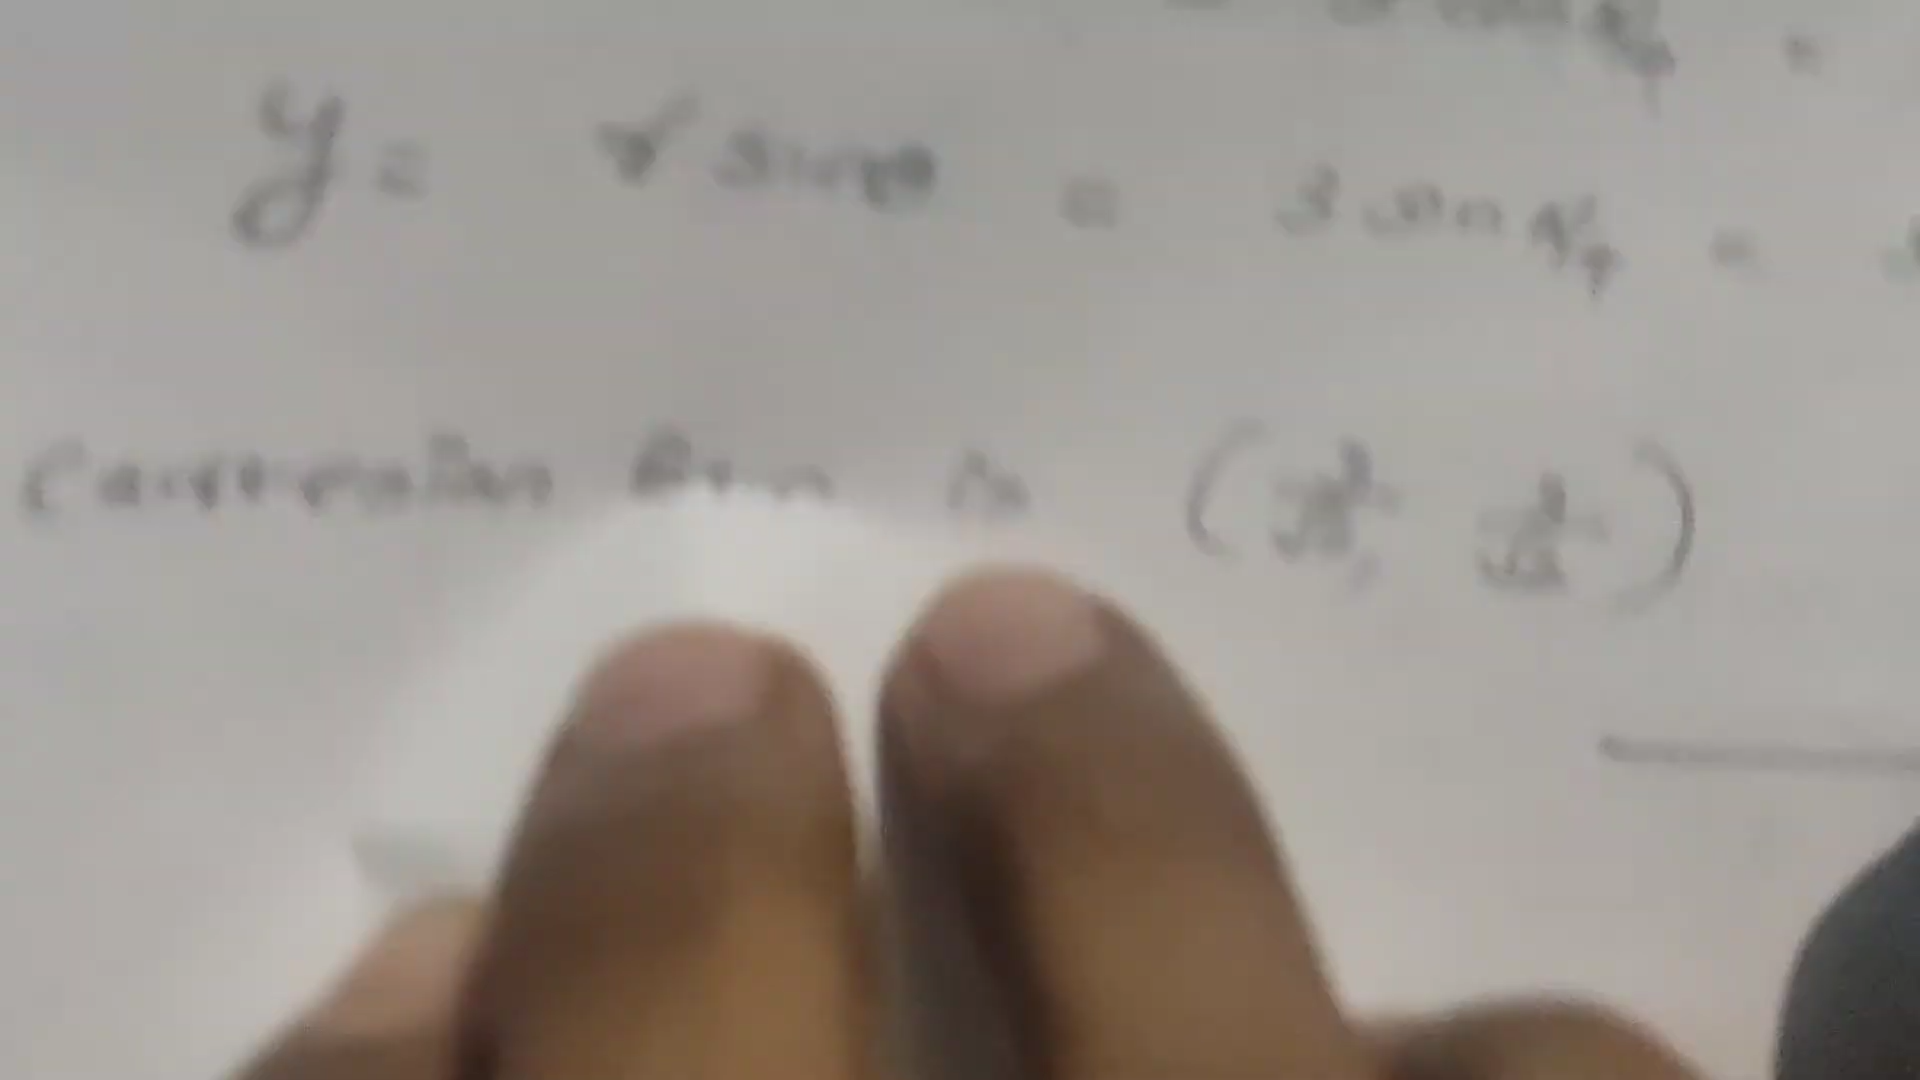 y = r sinθ = 3 sin π/4 =
Cartesian form is (3/√2, 3/√2)